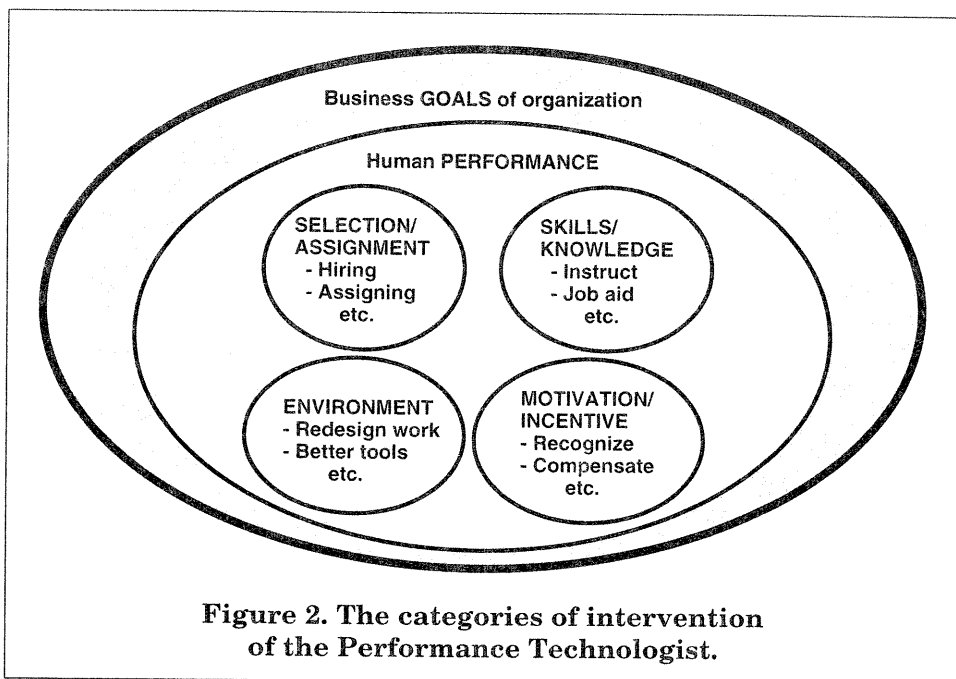 Business GOALS of organization
Human PERFORMANCE
SELECTION/
ASSIGNMENT
- Hiring
- Assigning
etc.
SKILLS/
KNOWLEDGE
- Instruct
- Job aid
etc.
ENVIRONMENT
- Redesign work
- Better tools
etc.
MOTIVATION/
INCENTIVE
- Recognize
- Compensate
etc.
Figure 2. The categories of intervention
of the Performance Technologist.